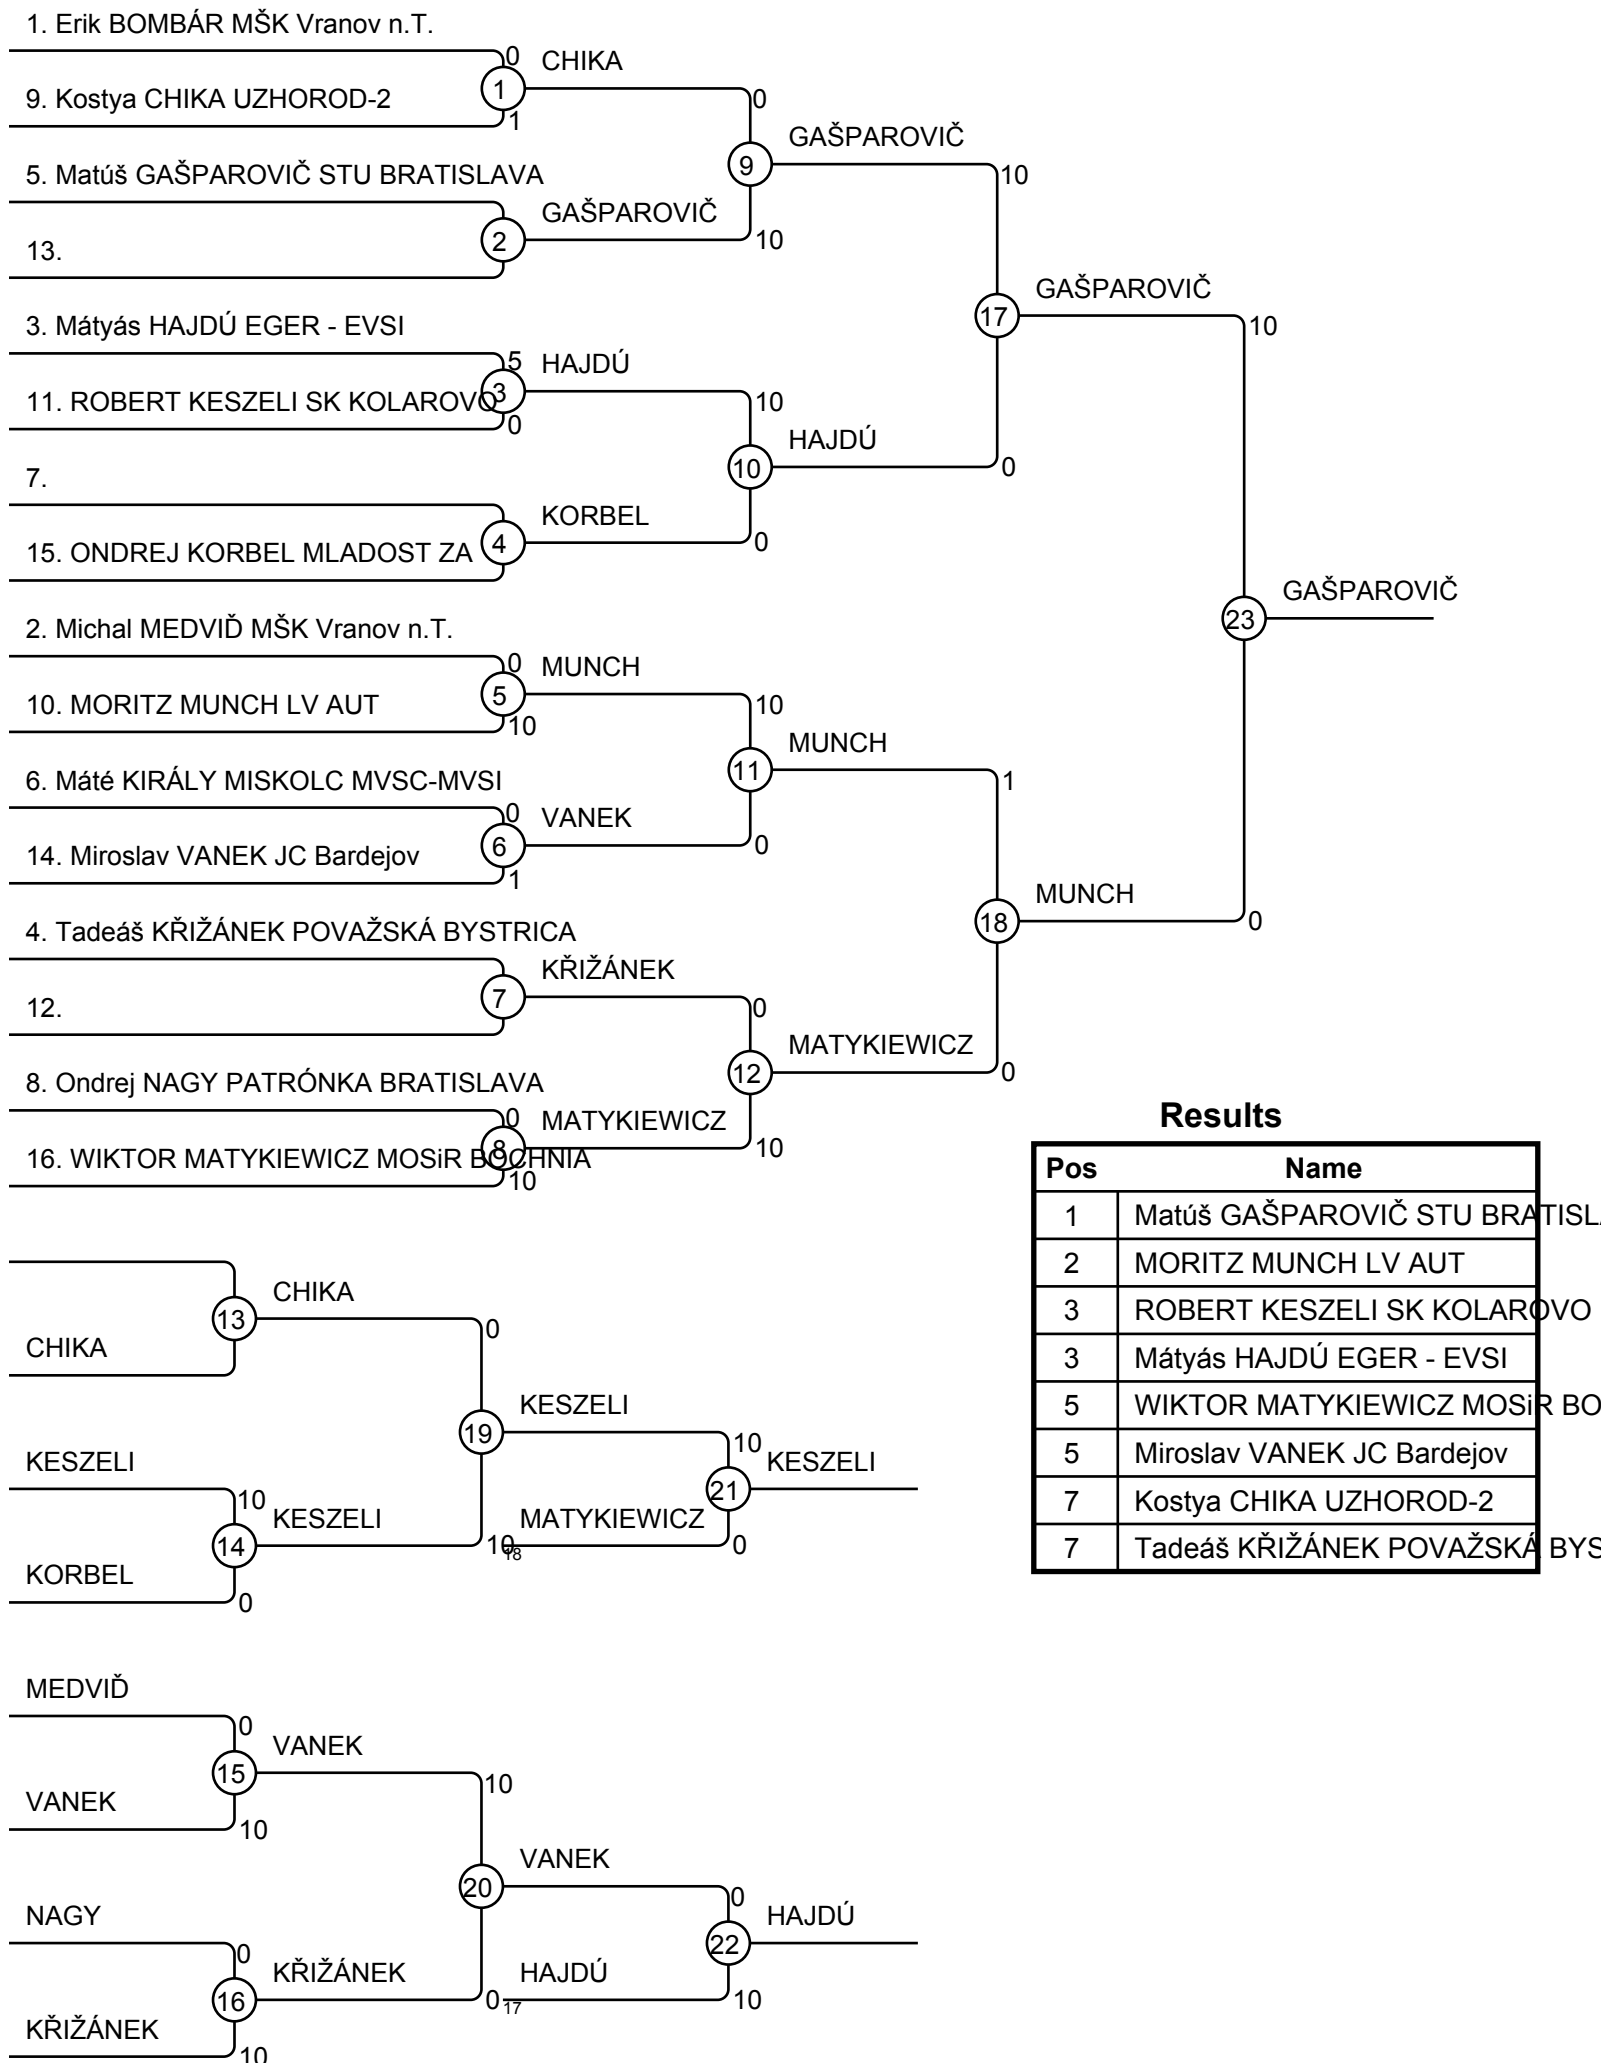 1. Erik BOMBÁR MŠK Vranov n.T.
0
CHIKA
1
9. Kostya CHIKA UZHOROD-2
0
1
GAŠPAROVIČ
9
10
5. Matúš GAŠPAROVIČ STU BRATISLAVA
GAŠPAROVIČ
2
10
13.
GAŠPAROVIČ
17
10
3. Mátyás HAJDÚ EGER - EVSI
5
HAJDÚ
3
10
11. ROBERT KESZELI SK KOLAROVO
0
HAJDÚ
10
0
7.
KORBEL
4
0
15. ONDREJ KORBEL MLADOST ZA
GAŠPAROVIČ
23
2. Michal MEDVIĎ MŠK Vranov n.T.
0
MUNCH
5
10
10. MORITZ MUNCH LV AUT
10
MUNCH
11
1
6. Máté KIRÁLY MISKOLC MVSC-MVSI
0
VANEK
6
0
14. Miroslav VANEK JC Bardejov
1
MUNCH
18
0
4. Tadeáš KŘIŽÁNEK POVAŽSKÁ BYSTRICA
KŘIŽÁNEK
7
0
12.
MATYKIEWICZ
12
0
8. Ondrej NAGY PATRÓNKA BRATISLAVA
0
MATYKIEWICZ
8
10
16. WIKTOR MATYKIEWICZ MOSiR BOCHNIA
10
Results
Pos Name
1 Matúš GAŠPAROVIČ STU BRATISL
2 MORITZ MUNCH LV AUT
3 ROBERT KESZELI SK KOLAROVO
3 Mátyás HAJDÚ EGER - EVSI
5 WIKTOR MATYKIEWICZ MOSiR BO
5 Miroslav VANEK JC Bardejov
7 Kostya CHIKA UZHOROD-2
7 Tadeáš KŘIŽÁNEK POVAŽSKÁ BYS
CHIKA
13
0
CHIKA
KESZELI
19
10
KESZELI
KESZELI
10
21
KESZELI
14
10
18
MATYKIEWICZ
0
KORBEL
0
MEDVIĎ
0
VANEK
15
10
VANEK
10
VANEK
20
0
HAJDÚ
NAGY
0
22
KŘIŽÁNEK
16
0
17
HAJDÚ
10
KŘIŽÁNEK
10